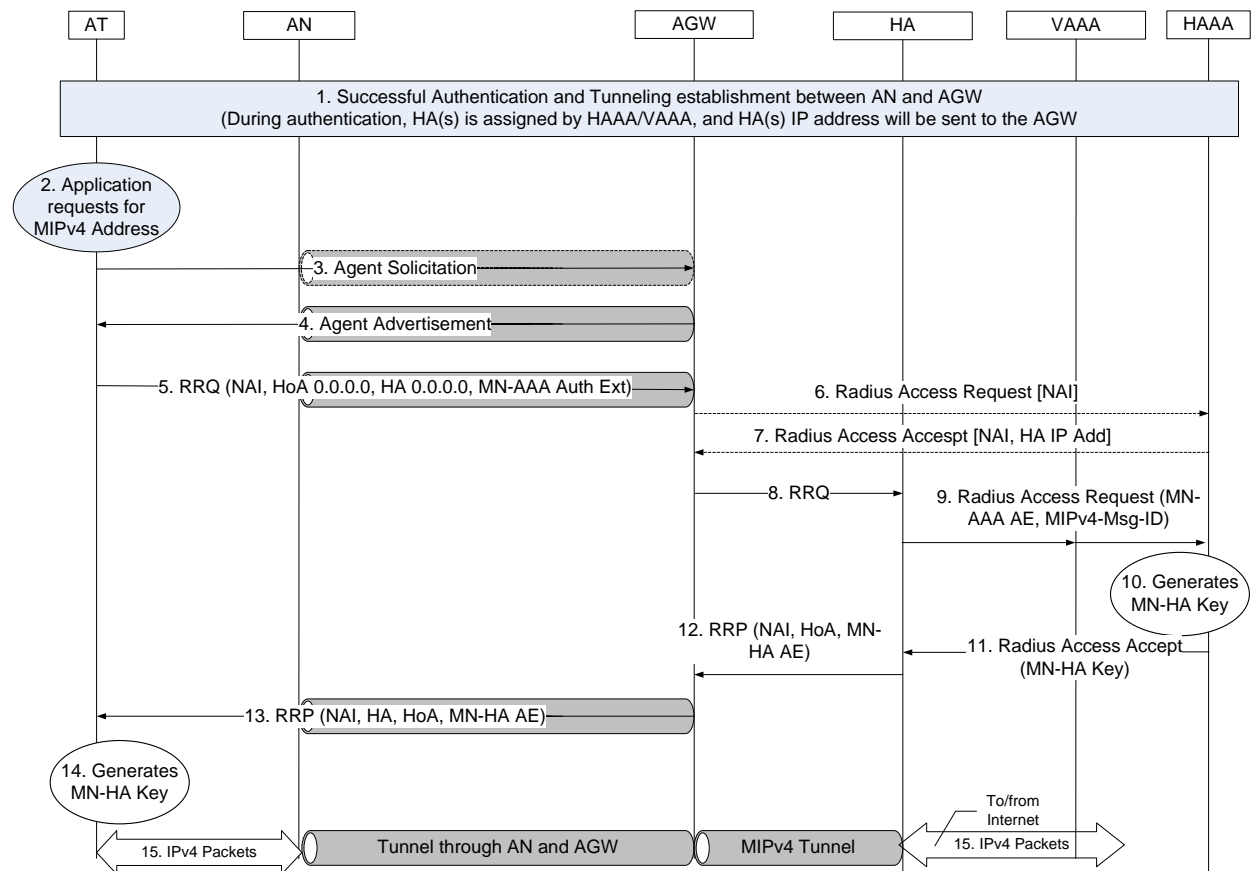 AT
AN
AGW
HA
VAAA
HAAA
1. Successful Authentication and Tunneling establishment between AN and AGW
(During authentication, HA(s) is assigned by HAAA/VAAA, and HA(s) IP address will be sent to the AGW
2. Application
requests for
MIPv4 Address
3. Agent Solicitation
4. Agent Advertisement
5. RRQ (NAI, HoA 0.0.0.0, HA 0.0.0.0, MN-AAA Auth Ext)
6. Radius Access Request [NAI]
7. Radius Access Accespt [NAI, HA IP Add]
8. RRQ
9. Radius Access Request (MN-
AAA AE, MIPv4-Msg-ID)
10. Generates
MN-HA Key
11. Radius Access Accept
(MN-HA Key)
12. RRP (NAI, HoA, MN-
HA AE)
13. RRP (NAI, HA, HoA, MN-HA AE)
14. Generates
MN-HA Key
To/from
Internet
15. IPv4 Packets
Tunnel through AN and AGW
MIPv4 Tunnel
15. IPv4 Packets